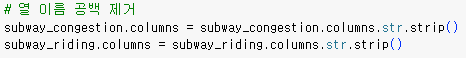 # 열 이름 공백 제거
subway_congestion.columns = subway_congestion.columns.str.strip()
subway_riding.columns = subway_riding.columns.str.strip()